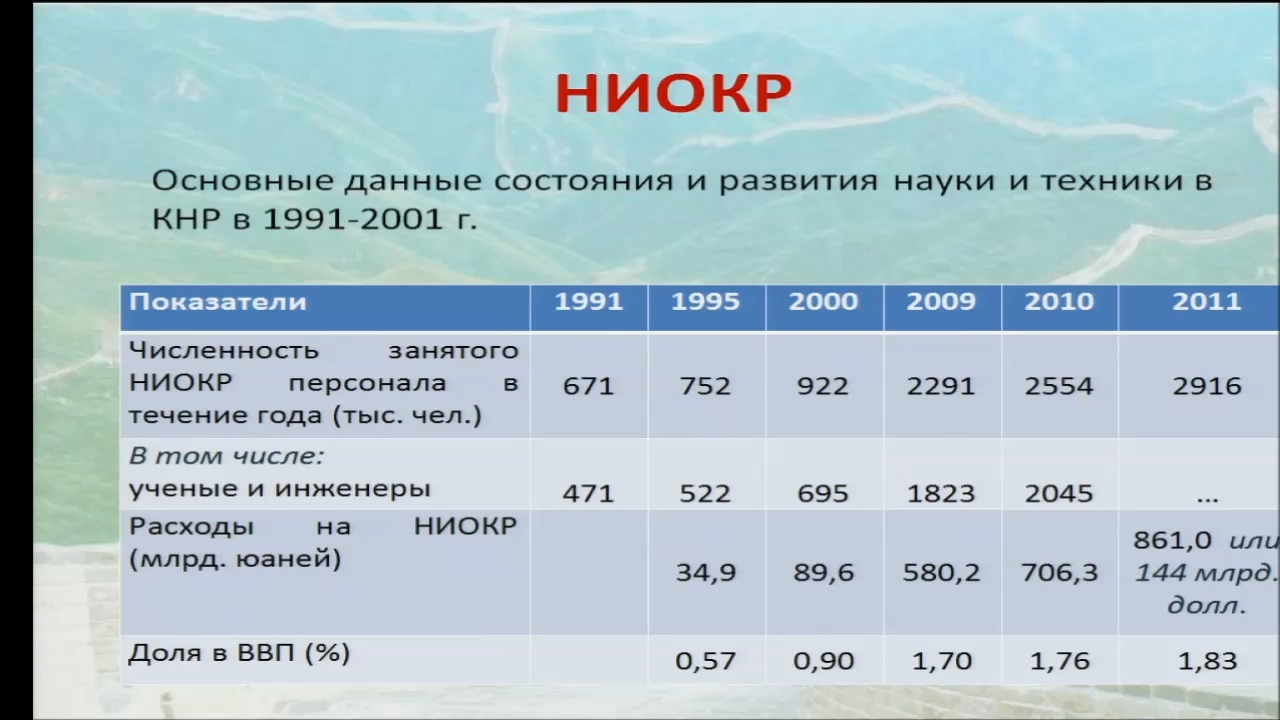 НИОКР
Основные данные состояния и развития науки и техники в
КНР в 1991-2001 г.
Показатели 1991 1995 2000 2009 2010 2011
Численность занятого
НИОКР персонала в
течение года (тыс. чел.) 671 752 922 2291 2554 2916
В том числе:
ученые и инженеры 471 522 695 1823 2045 ...
Расходы на НИОКР
(млрд. юаней) 34,9 89,6 580,2 706,3 861,0 или
144 млрд.
долл.
Доля в ВВП (%) 0,57 0,90 1,70 1,76 1,83